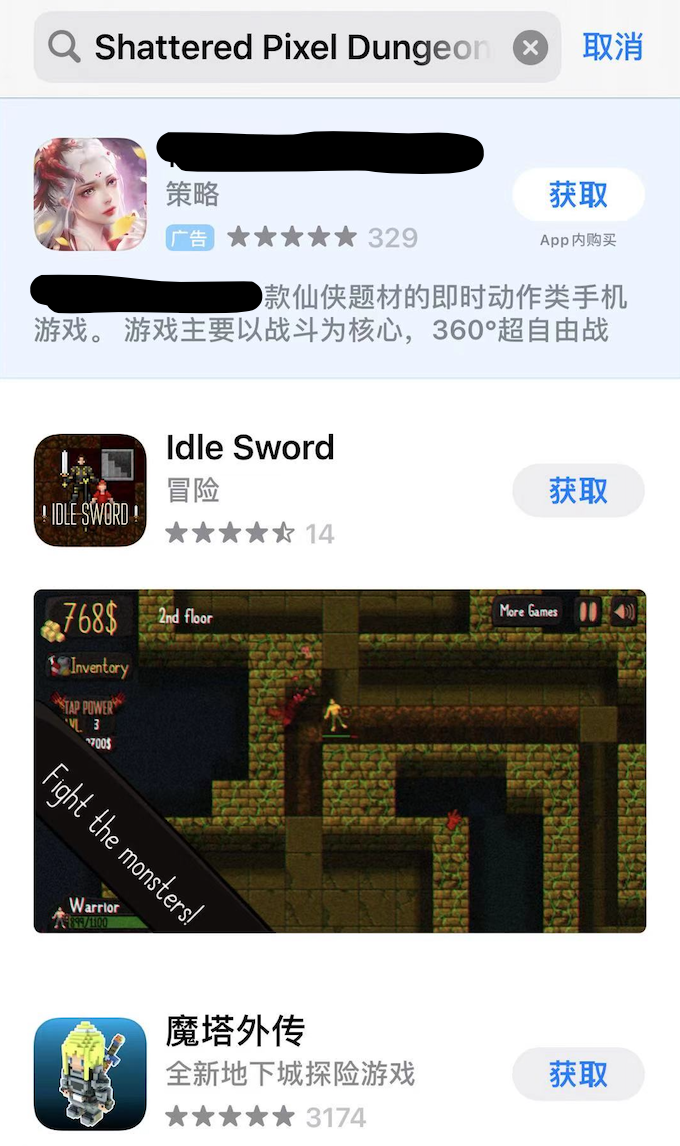 Shattered Pixel Dungeon
取消
策略
获取
广告
329
App内购买
款仙侠题材的即时动作类手机
游戏。 游戏主要以战斗为核心，360°超自由战
Idle Sword
冒险
获取
14
! IDLE SWORD !
768$
2nd floor
More Games
Inventory
TAP POWER
LVL 3
700$
Fight the monsters!
Warrior
/1100
魔塔外传
全新地下城探险游戏
获取
3174